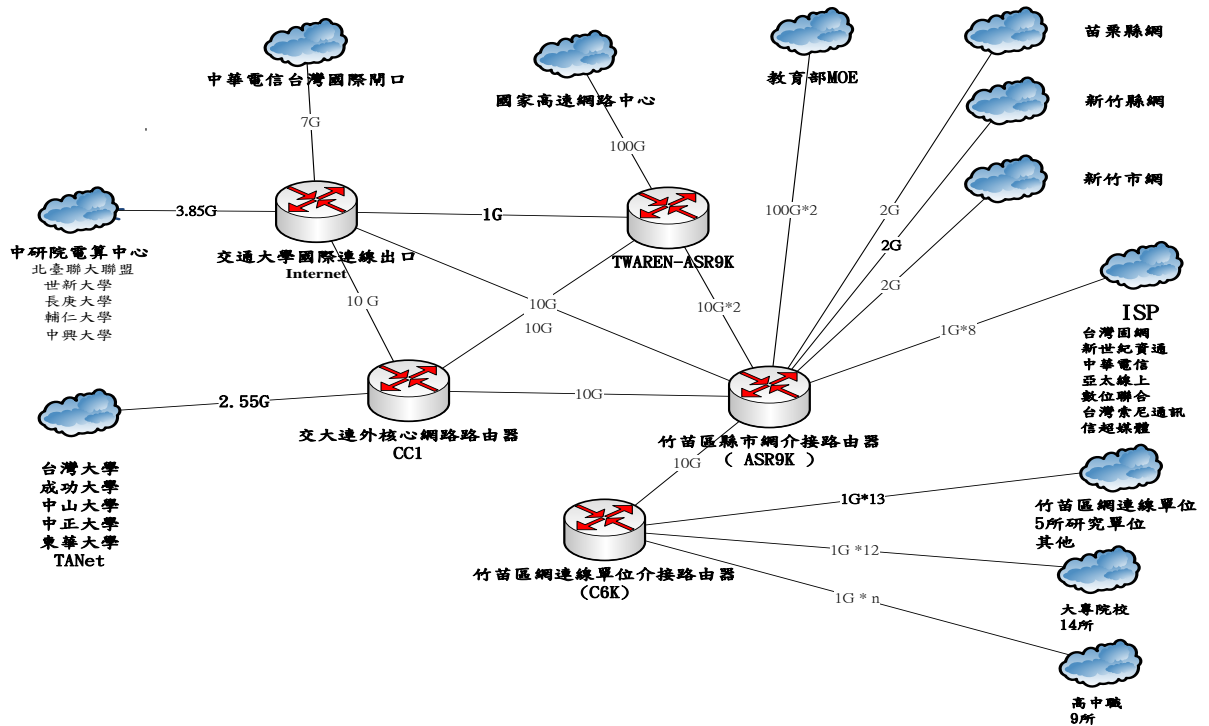 中華電信台灣國際閘口
國家高速網路中心
教育部MOE
苗栗縣網
新竹縣網
新竹市網
7G
100G
100G*2
2G
2G
2G
3.85G
1G
中研院電算中心
北臺聯大聯盟
世新大學
長庚大學
輔仁大學
中興大學
交通大學國際連線出口
Internet
TWAREN-ASR9K
10 G
10G
10G
10G*2
1G*8
ISP
台灣固網
新世紀資通
中華電信
亞太線上
數位聯合
台灣索尼通訊
信超媒體
2.55G
10G
交大連外核心網路路由器
CC1
竹苗區縣市網介接路由器
( ASR9K )
台灣大學
成功大學
中山大學
中正大學
東華大學
TANet
10G
1G*13
竹苗區網連線單位
5所研究單位
其他
1G *12
竹苗區網連線單位介接路由器
(C6K)
1G * n
大專院校
14所
高中職
9所